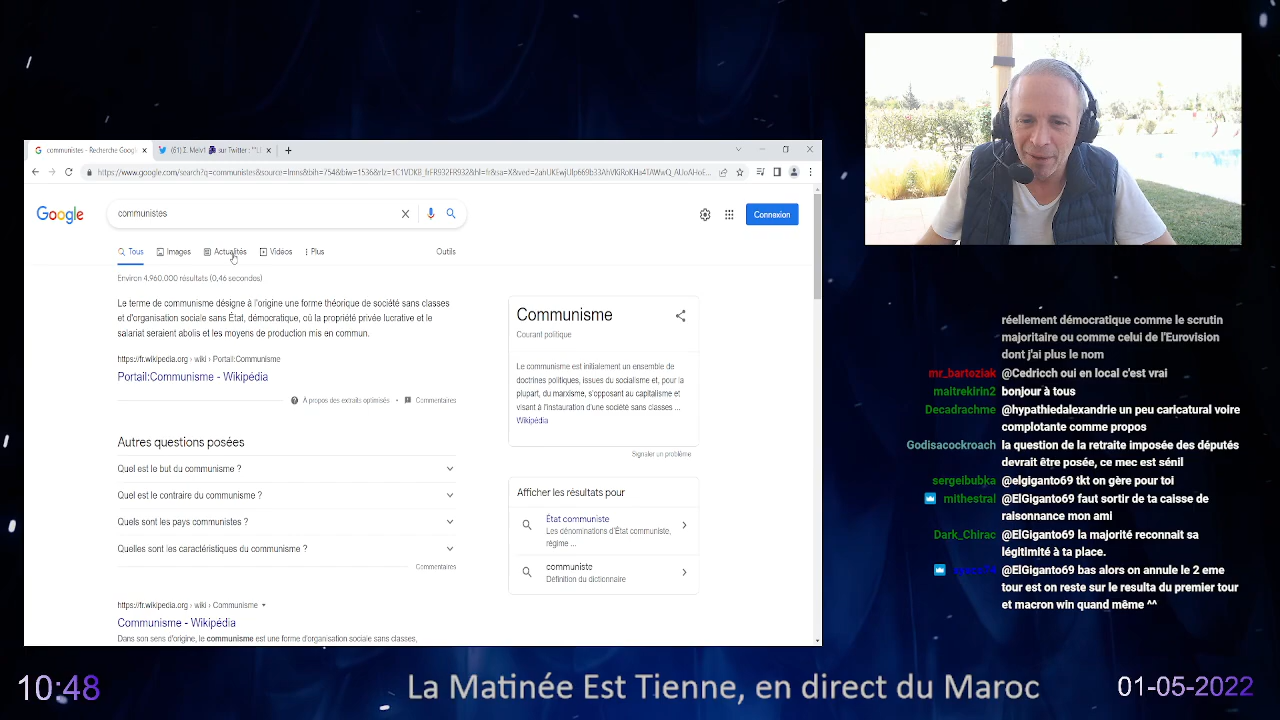 communistes - Recherche Googl
sur Twitter : "
Google
communistes
Connexion
Tous
Images
Actualités
Vidéos
Plus
Outils
Environ 4 960 000 résultats (0,46 secondes)
Le terme de communisme désigne à l'origine une forme théorique de société sans classes
et d'organisation sociale sans État, démocratique, où la propriété privée lucrative et le
salariat seraient abolis et les moyens de production mis en commun.
https://fr.wikipedia.org › wiki › Portail:Communisme
Portail:Communisme - Wikipédia
À propos des extraits optimisés • Commentaires
Autres questions posées
Quel est le but du communisme ?
Quel est le contraire du communisme ?
Quels sont les pays communistes ?
Quelles sont les caractéristiques du communisme ?
Commentaires
https://fr.wikipedia.org › wiki › Communisme
Communisme - Wikipédia
Dans son sens d'origine, le communisme est une forme d'organisation sociale sans classes,
Communisme
Courant politique
Le communisme est initialement un ensemble de
doctrines politiques, issues du socialisme et, pour la
plupart, du marxisme, s'opposant au capitalisme et
visant à l'instauration d'une société sans classes ...
Wikipédia
Signaler un problème
Afficher les résultats pour
État communiste
Les dénominations d'État communiste,
régime ...
communiste
Définition du dictionnaire
réellement démocratique comme le scrutin
majoritaire ou comme celui de l'Eurovision
dont j'ai plus le nom
mr_bartoziak @Cedricch oui en local c'est vrai
maitrekirin2 bonjour à tous
Decadrachme @hypathiedalexandrie un peu caricatural voire
complotante comme propos
Godisacockroach la question de la retraite imposée des députés
devrait être posée, ce mec est sénil
sergeibubka @elgiganto69 tkt on gère pour toi
mithestral @ElGiganto69 faut sortir de ta caisse de
raisonnance mon ami
Dark_Chirac @ElGiganto69 la majorité reconnait sa
légitimité à ta place.
@ElGiganto69 bas alors on annule le 2 eme
tour est on reste sur le resulta du premier tour
et macron win quand même ^^
10:48
La Matinée Est Tienne, en direct du Maroc
01-05-2022